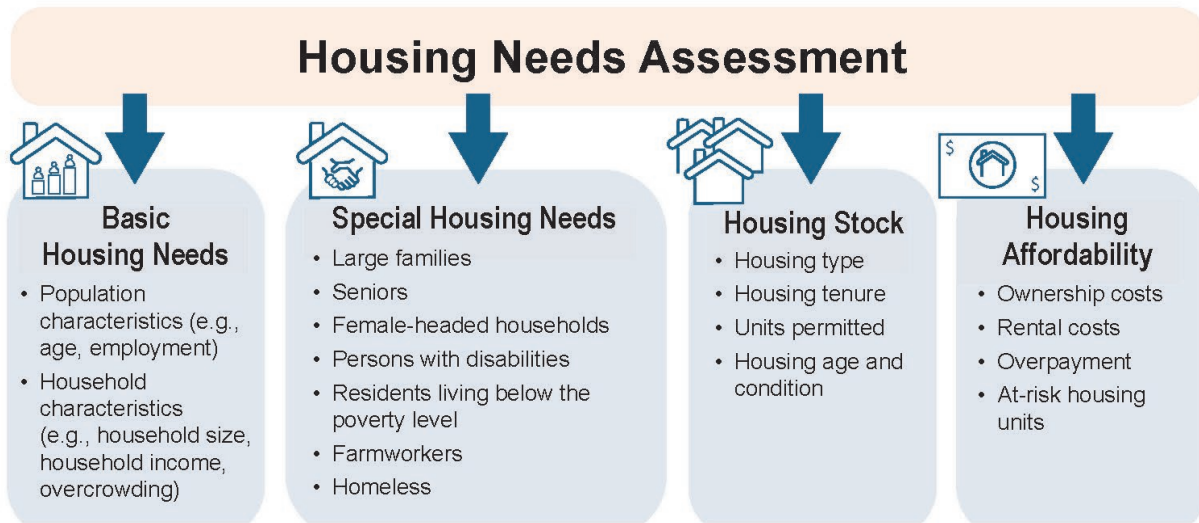 Housing Needs Assessment
Basic
Housing Needs
• Population
characteristics (e.g.,
age, employment)
• Household
characteristics
(e.g., household size,
household income,
overcrowding)
Special Housing Needs
• Large families
• Seniors
• Female-headed households
• Persons with disabilities
• Residents living below the
poverty level
• Farmworkers
• Homeless
Housing Stock
• Housing type
• Housing tenure
• Units permitted
• Housing age and
condition
$
$
Housing
Affordability
• Ownership costs
• Rental costs
• Overpayment
• At-risk housing
units